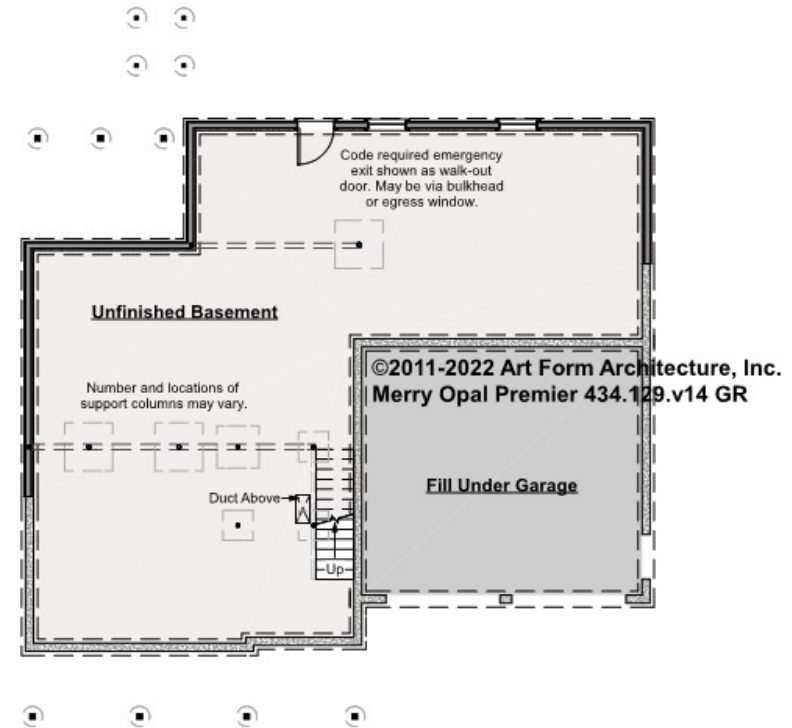 Code required emergency
exit shown as walk-out
door. May be via bulkhead
or egress window.
Unfinished Basement
©2011-2022 Art Form Architecture, Inc.
Merry Opal Premier 434.129.v14 GR
Number and locations of
support columns may vary.
Fill Under Garage
Duct Above
Up